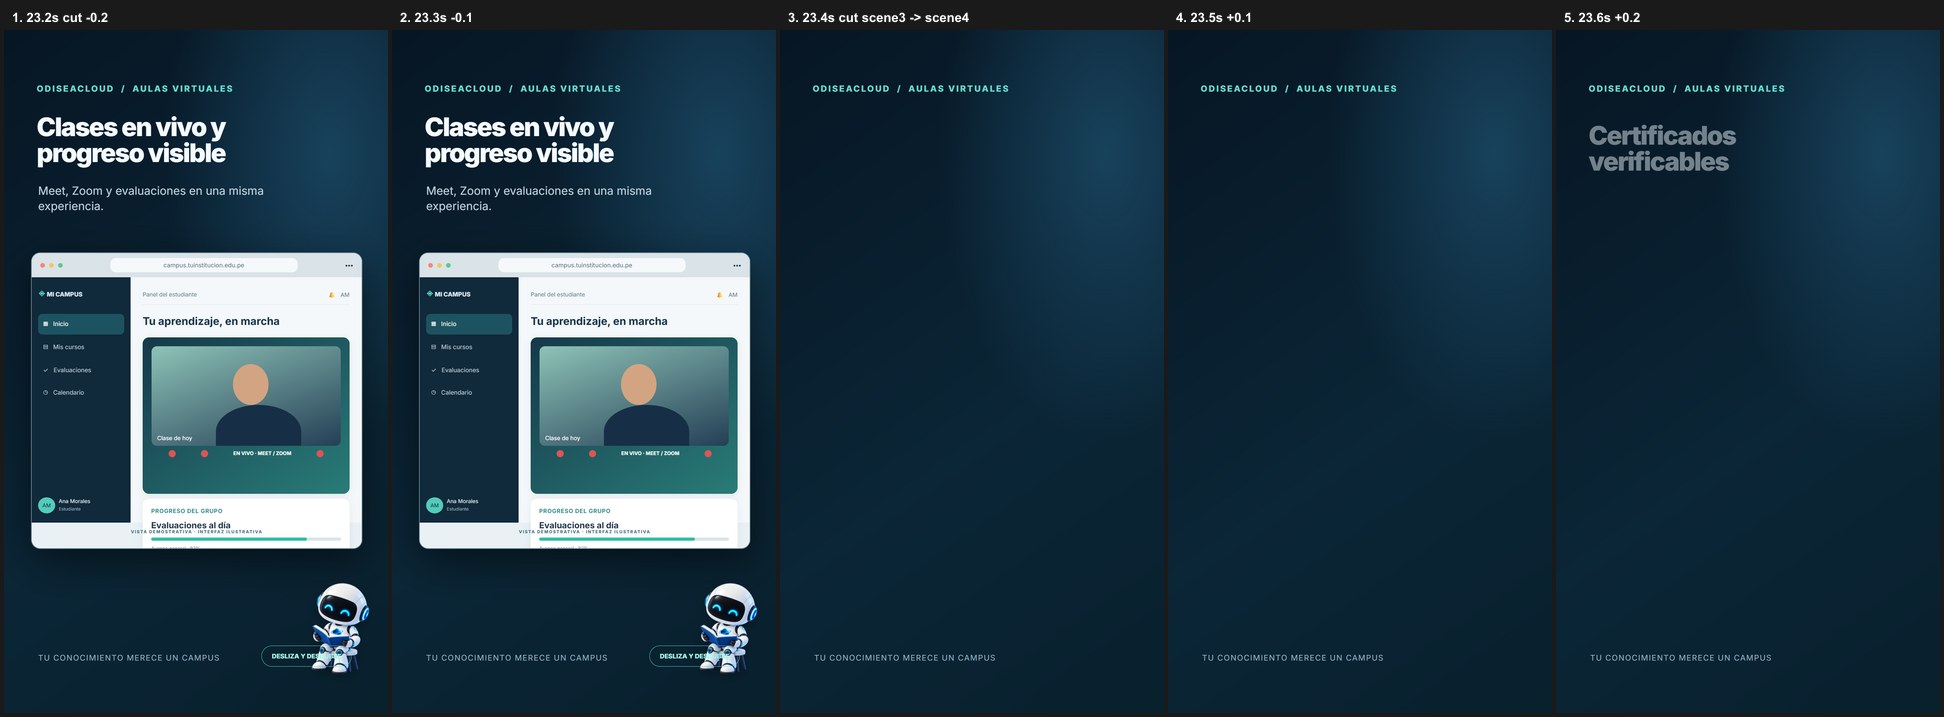 1. 23.2s cut -0.2
ODISEACLOUD / AULAS VIRTUALES
Clases en vivo y
progreso visible
Meet, Zoom y evaluaciones en una misma
experiencia.
campus.tuinstitucion.edu.pe
MI CAMPUS
Panel del estudiante
AM
Inicio
Tu aprendizaje, en marcha
Mis cursos
Evaluaciones
Calendario
Clase de hoy
EN VIVO · MEET / ZOOM
AM
Ana Morales
Estudiante
PROGRESO DEL GRUPO
Evaluaciones al día
VISTA DEMOSTRATIVA · INTERFAZ ILUSTRATIVA
TU CONOCIMIENTO MERECE UN CAMPUS
DESLIZA Y
2. 23.3s -0.1
ODISEACLOUD / AULAS VIRTUALES
Clases en vivo y
progreso visible
Meet, Zoom y evaluaciones en una misma
experiencia.
campus.tuinstitucion.edu.pe
MI CAMPUS
Panel del estudiante
AM
Inicio
Tu aprendizaje, en marcha
Mis cursos
Evaluaciones
Calendario
Clase de hoy
EN VIVO · MEET / ZOOM
AM
Ana Morales
Estudiante
PROGRESO DEL GRUPO
Evaluaciones al día
VISTA DEMOSTRATIVA · INTERFAZ ILUSTRATIVA
TU CONOCIMIENTO MERECE UN CAMPUS
DESLIZA Y
3. 23.4s cut scene3 -> scene4
ODISEACLOUD / AULAS VIRTUALES
TU CONOCIMIENTO MERECE UN CAMPUS
4. 23.5s +0.1
ODISEACLOUD / AULAS VIRTUALES
TU CONOCIMIENTO MERECE UN CAMPUS
5. 23.6s +0.2
ODISEACLOUD / AULAS VIRTUALES
Certificados
verificables
TU CONOCIMIENTO MERECE UN CAMPUS